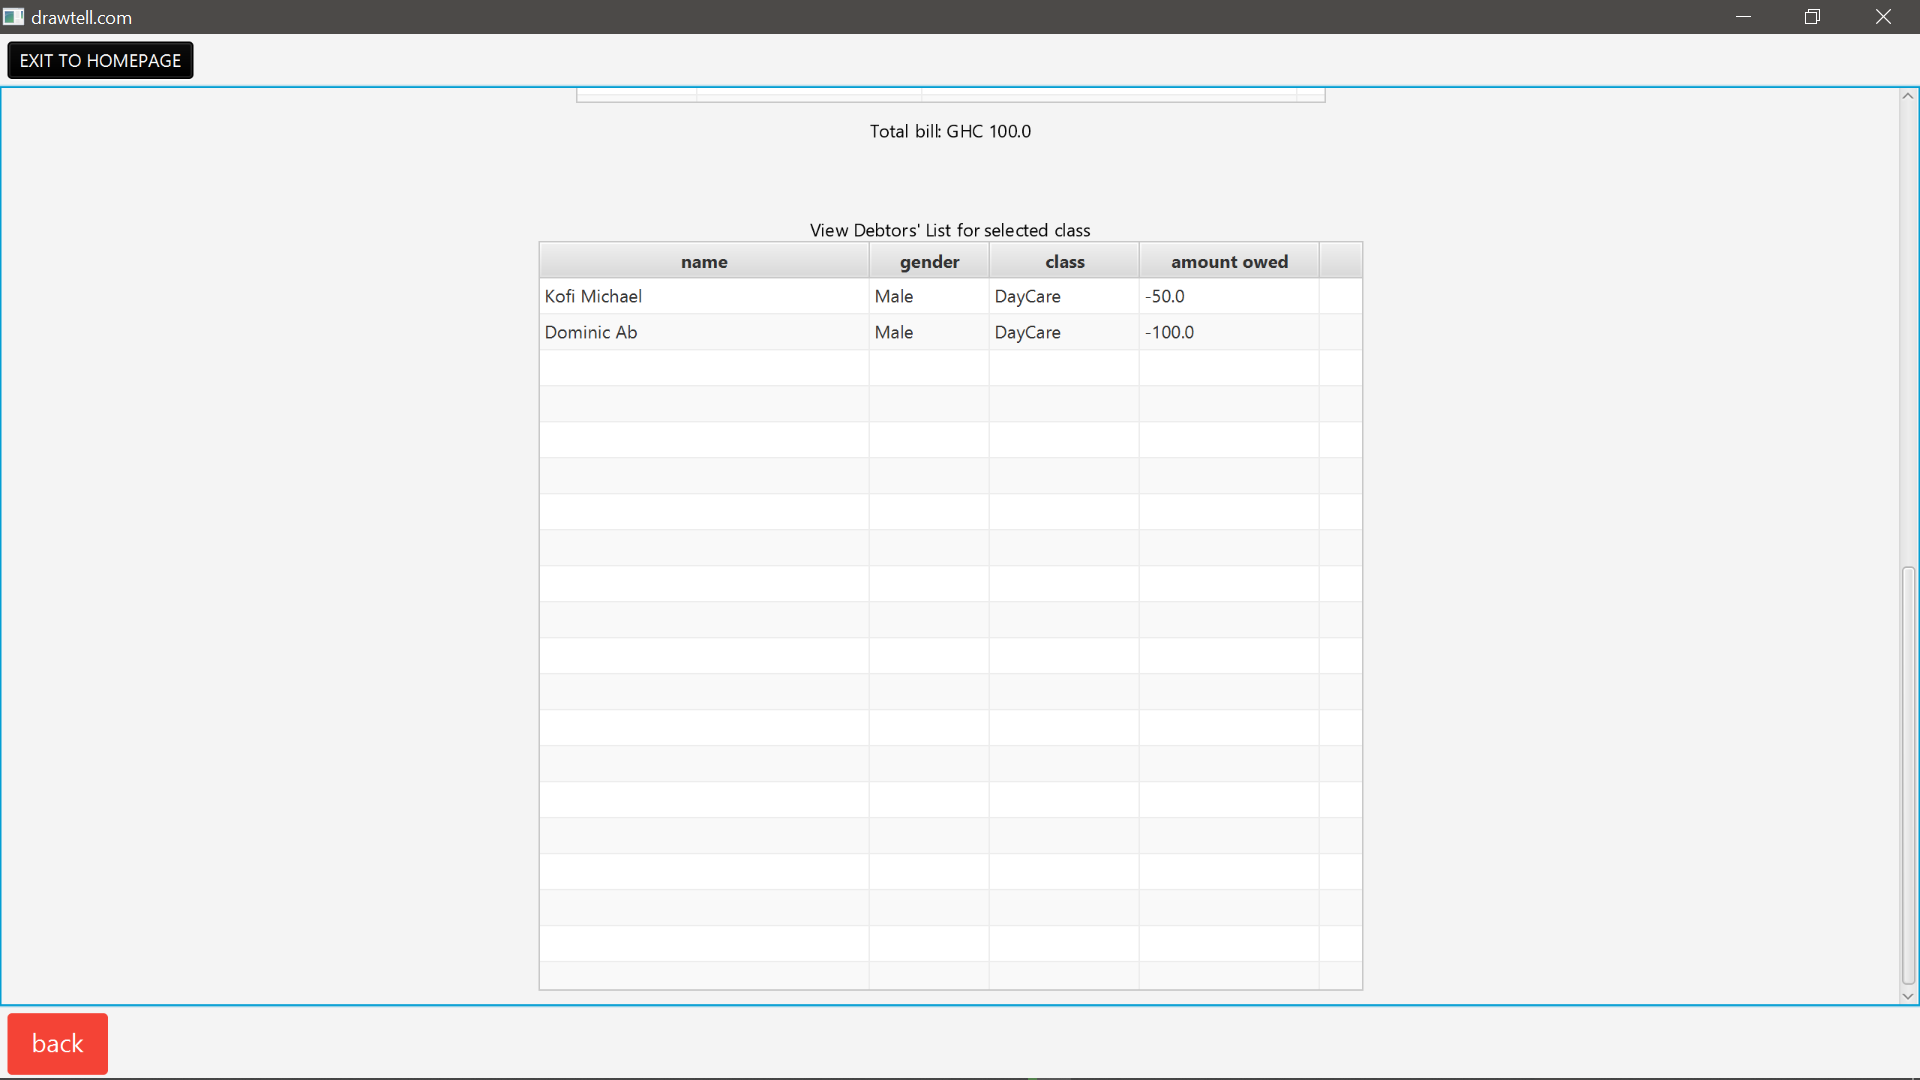 drawtell.com
EXIT TO HOMEPAGE
Total bill: GHC 100.0
View Debtors' List for selected class
name gender class amount owed
Kofi Michael Male DayCare -50.0
Dominic Ab Male DayCare -100.0
back